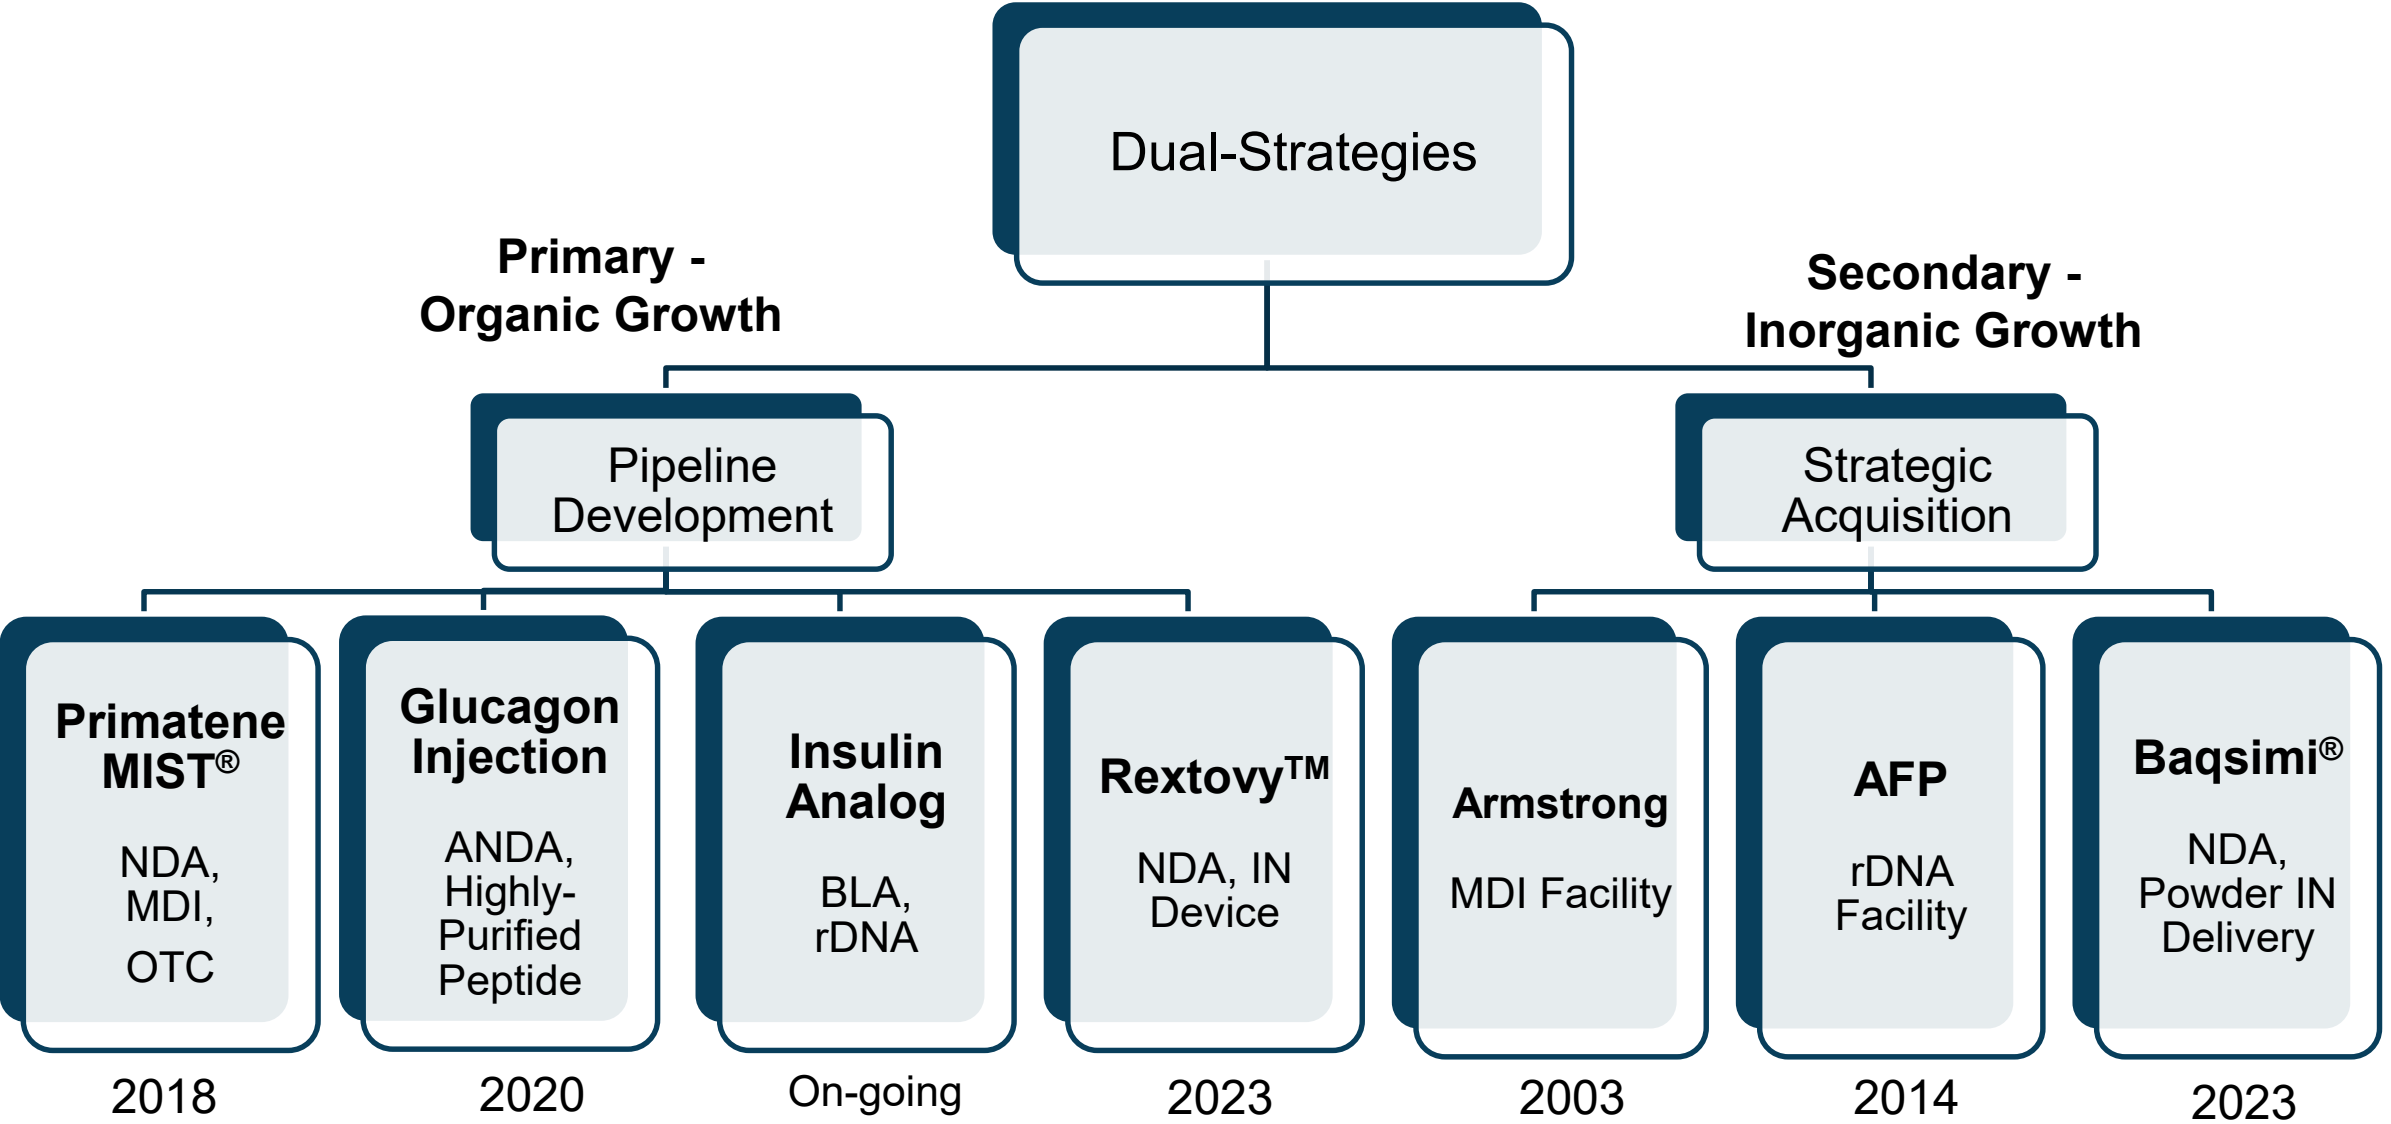 Dual-Strategies
Primary -
Organic Growth
Secondary -
Inorganic Growth
Pipeline
Development
Strategic
Acquisition
Primatene
MIST®
NDA,
MDI,
OTC
2018
Glucagon
Injection
ANDA,
Highly-
Purified
Peptide
2020
Insulin
Analog
BLA,
rDNA
On-going
Rextovy™
NDA, IN
Device
2023
Armstrong
MDI Facility
2003
AFP
rDNA
Facility
2014
Baqsimi®
NDA,
Powder IN
Delivery
2023